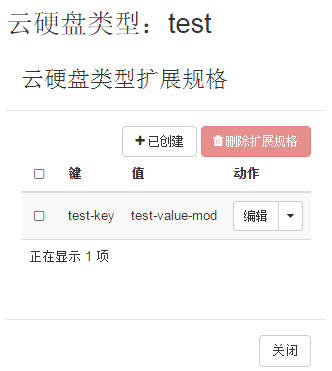 云硬盘类型：test
云硬盘类型扩展规格
已创建 删除扩展规格
键 值 动作
test-key test-value-mod 编辑
正在显示 1 项
关闭